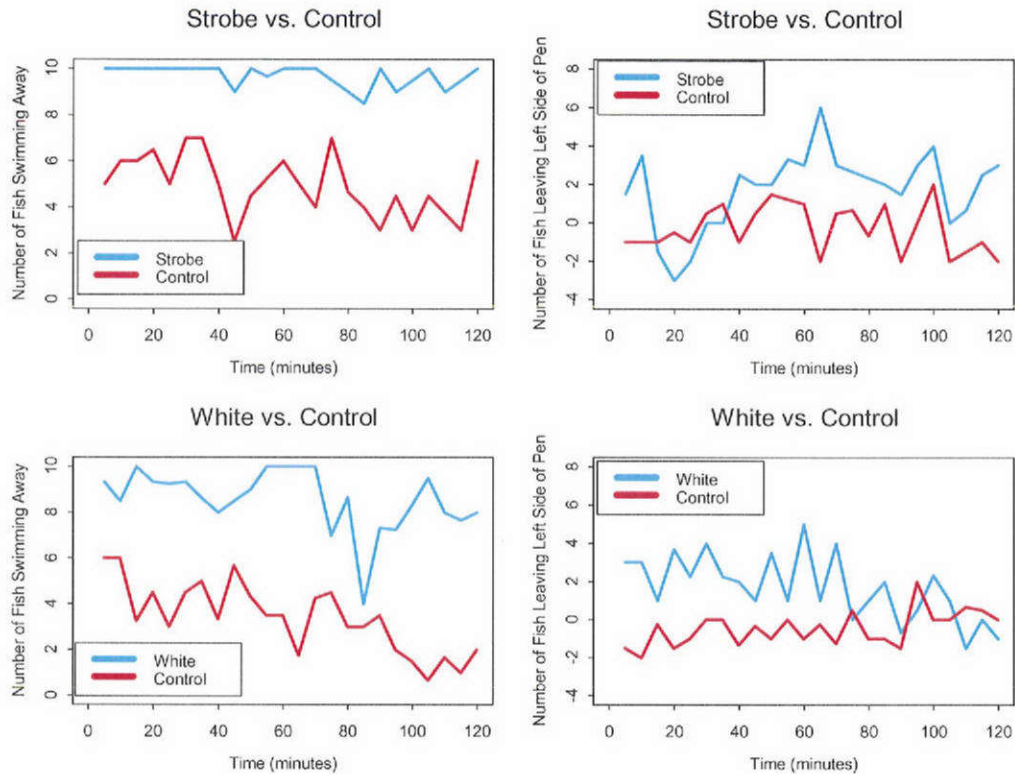 Strobe vs. Control
Number of Fish Swimming Away
10
8
6
4
2
0
Strobe
Control
0 20 40 60 80 100 120
Time (minutes)
Strobe vs. Control
Number of Fish Leaving Left Side of Pen
8
6
4
2
0
-2
-4
Strobe
Control
0 20 40 60 80 100 120
Time (minutes)
White vs. Control
Number of Fish Swimming Away
10
8
6
4
2
0
White
Control
0 20 40 60 80 100 120
Time (minutes)
White vs. Control
Number of Fish Leaving Left Side of Pen
8
6
4
2
0
-2
-4
White
Control
0 20 40 60 80 100 120
Time (minutes)